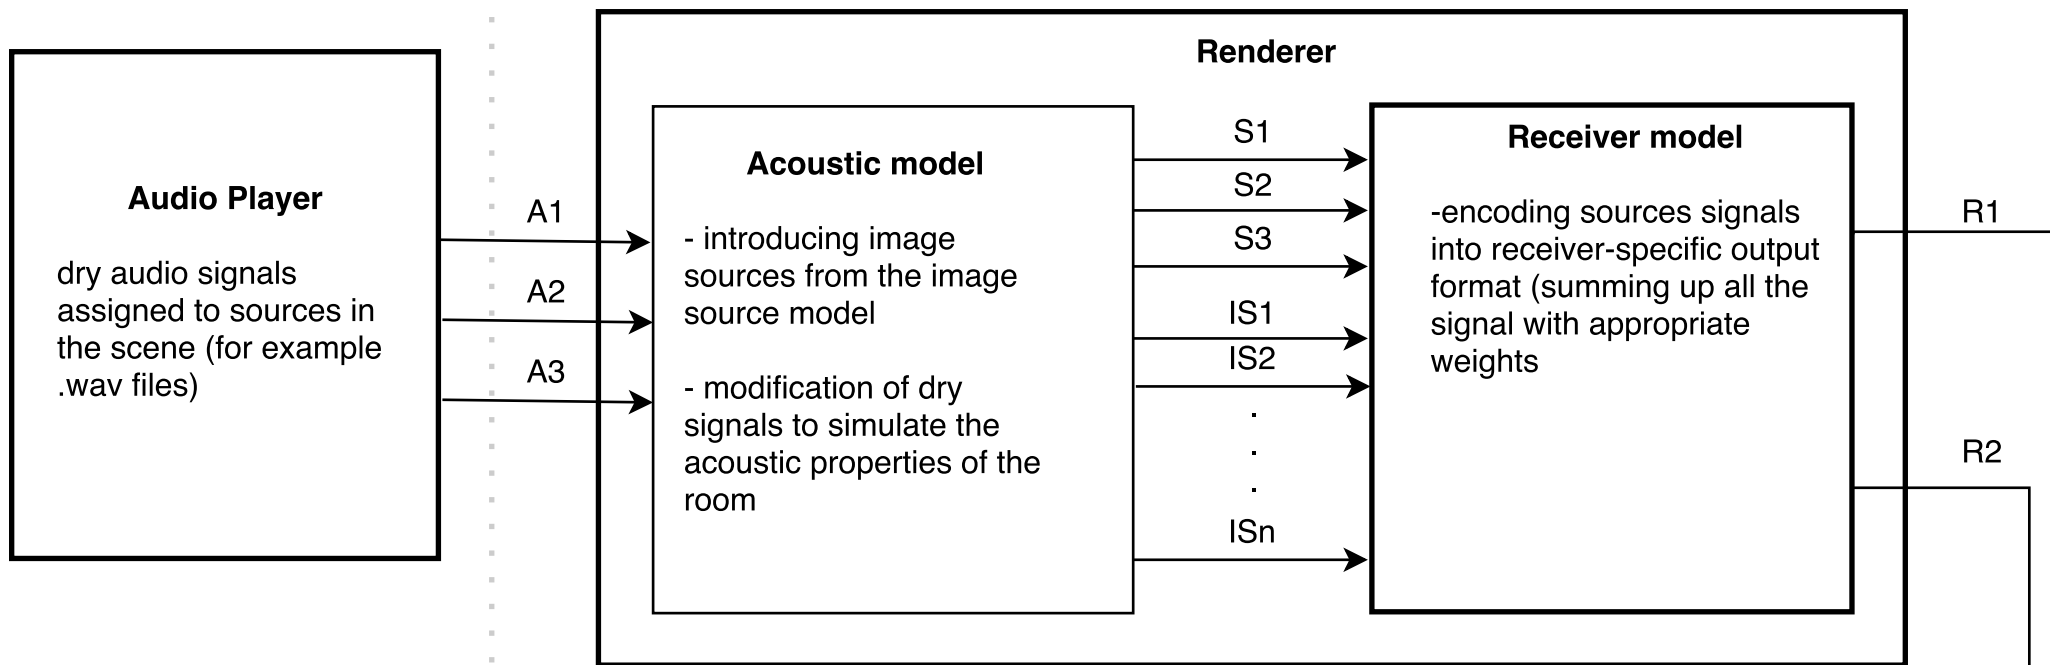 Renderer
Audio Player
dry audio signals
assigned to sources in
the scene (for example
.wav files)
A1
A2
A3
Acoustic model
- introducing image
sources from the image
source model
- modification of dry
signals to simulate the
acoustic properties of the
room
S1
S2
S3
IS1
IS2
.
.
.
ISn
Receiver model
-encoding sources signals
into receiver-specific output
format (summing up all the
signal with appropriate
weights
R1
R2